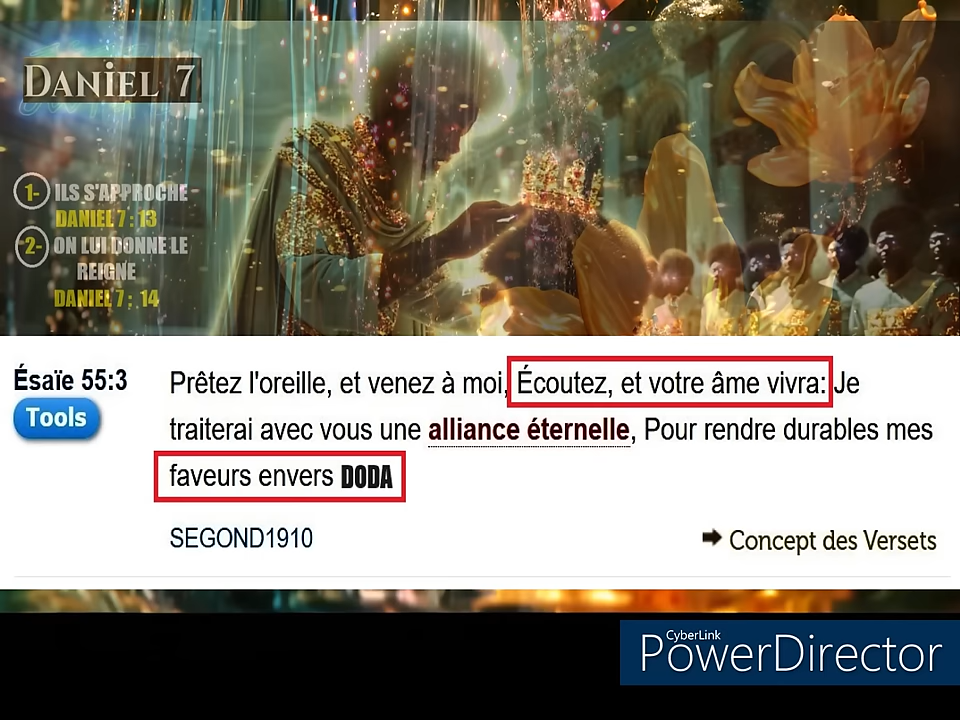 DANiEL 7
1- ILS S'APPROCHE
DANIEL 7 : 13
2- ON LUI DONNE LE
REIGNE
DANIEL 7 ; 14
Ésaïe 55:3
Tools
Prêtez l'oreille, et venez à moi, Écoutez, et votre âme vivra: Je
traiterai avec vous une alliance éternelle, Pour rendre durables mes
faveurs envers DODA
SEGOND1910
➡ Concept des Versets
CyberLink
PowerDirector